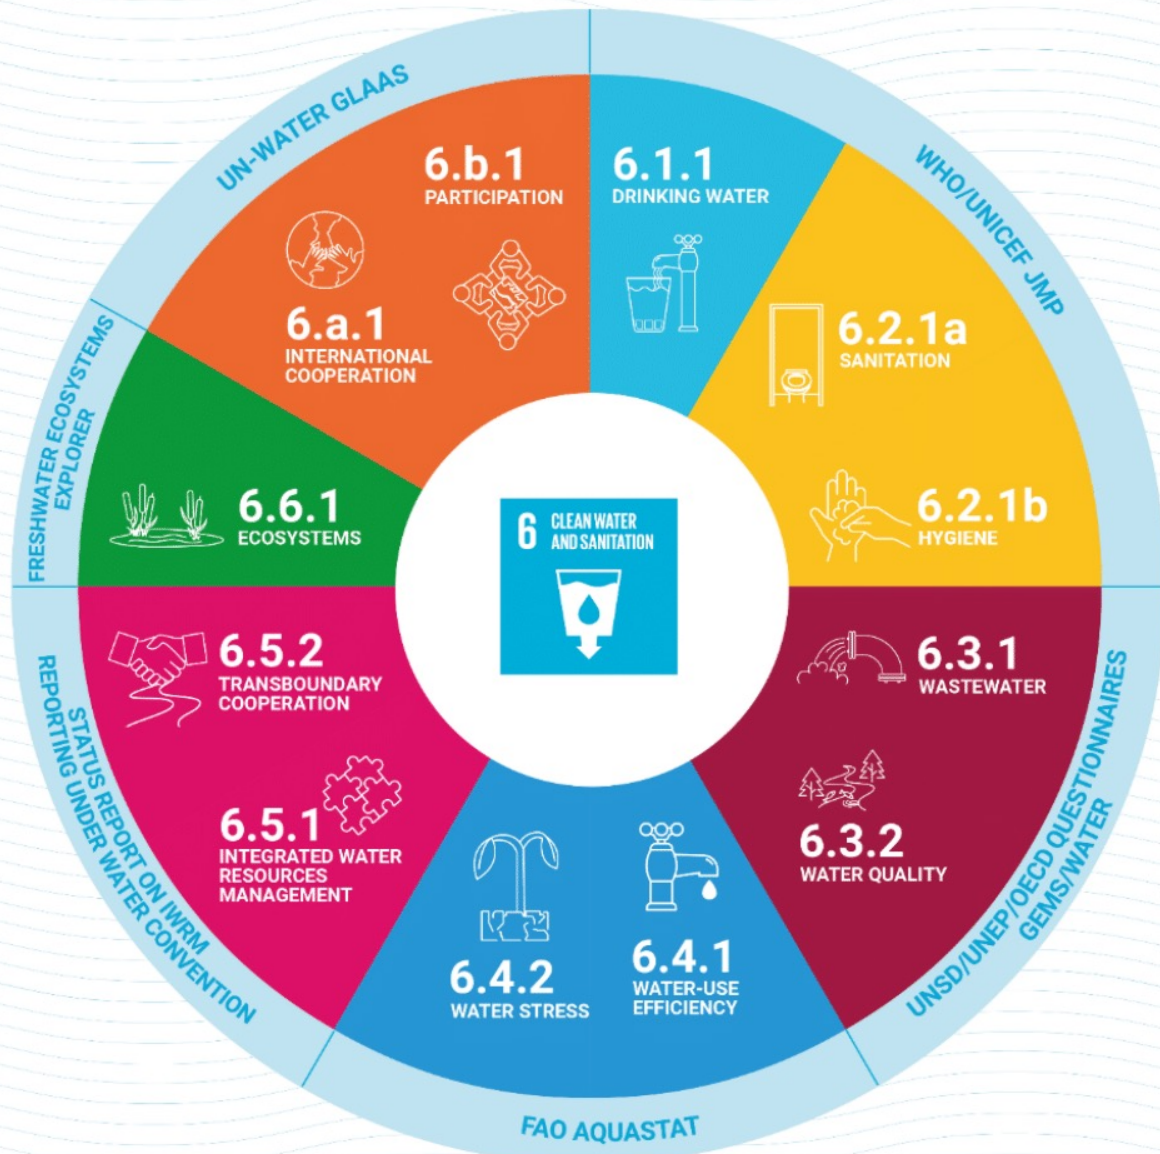 UN-WATER GLAAS
6.b.1
PARTICIPATION
6.a.1
INTERNATIONAL
COOPERATION
6.1.1
DRINKING WATER
WHO/UNICEF JMP
6.2.1a
SANITATION
6.2.1b
HYGIENE
6.3.1
WASTEWATER
6.3.2
WATER QUALITY
UNSD/UNEP/OECD QUESTIONNAIRES
GEMS/WATER
6.4.1
WATER-USE
EFFICIENCY
6.4.2
WATER STRESS
FAO AQUASTAT
6.5.1
INTEGRATED WATER
RESOURCES
MANAGEMENT
6.5.2
TRANSBOUNDARY
COOPERATION
STATUS REPORT ON IWRM
REPORTING UNDER WATER CONVENTION
6.6.1
ECOSYSTEMS
FRESHWATER ECOSYSTEMS
EXPLORER
6 CLEAN WATER
AND SANITATION